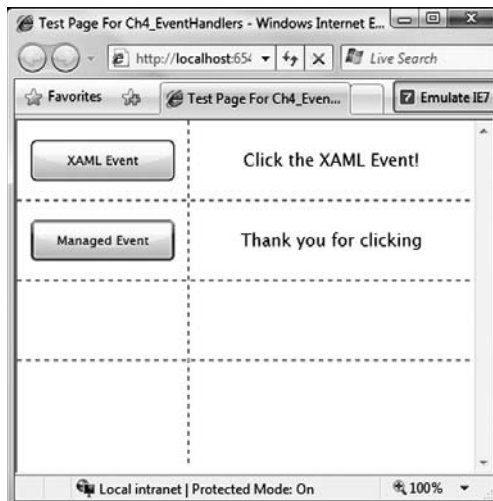 Test Page For Ch4_EventHandlers - Windows Internet E...
http://localhost:654
Live Search
Favorites
Test Page For Ch4_Even...
7 Emulate IE7
XAML Event
Click the XAML Event!
Managed Event
Thank you for clicking
Local intranet | Protected Mode: On
100%